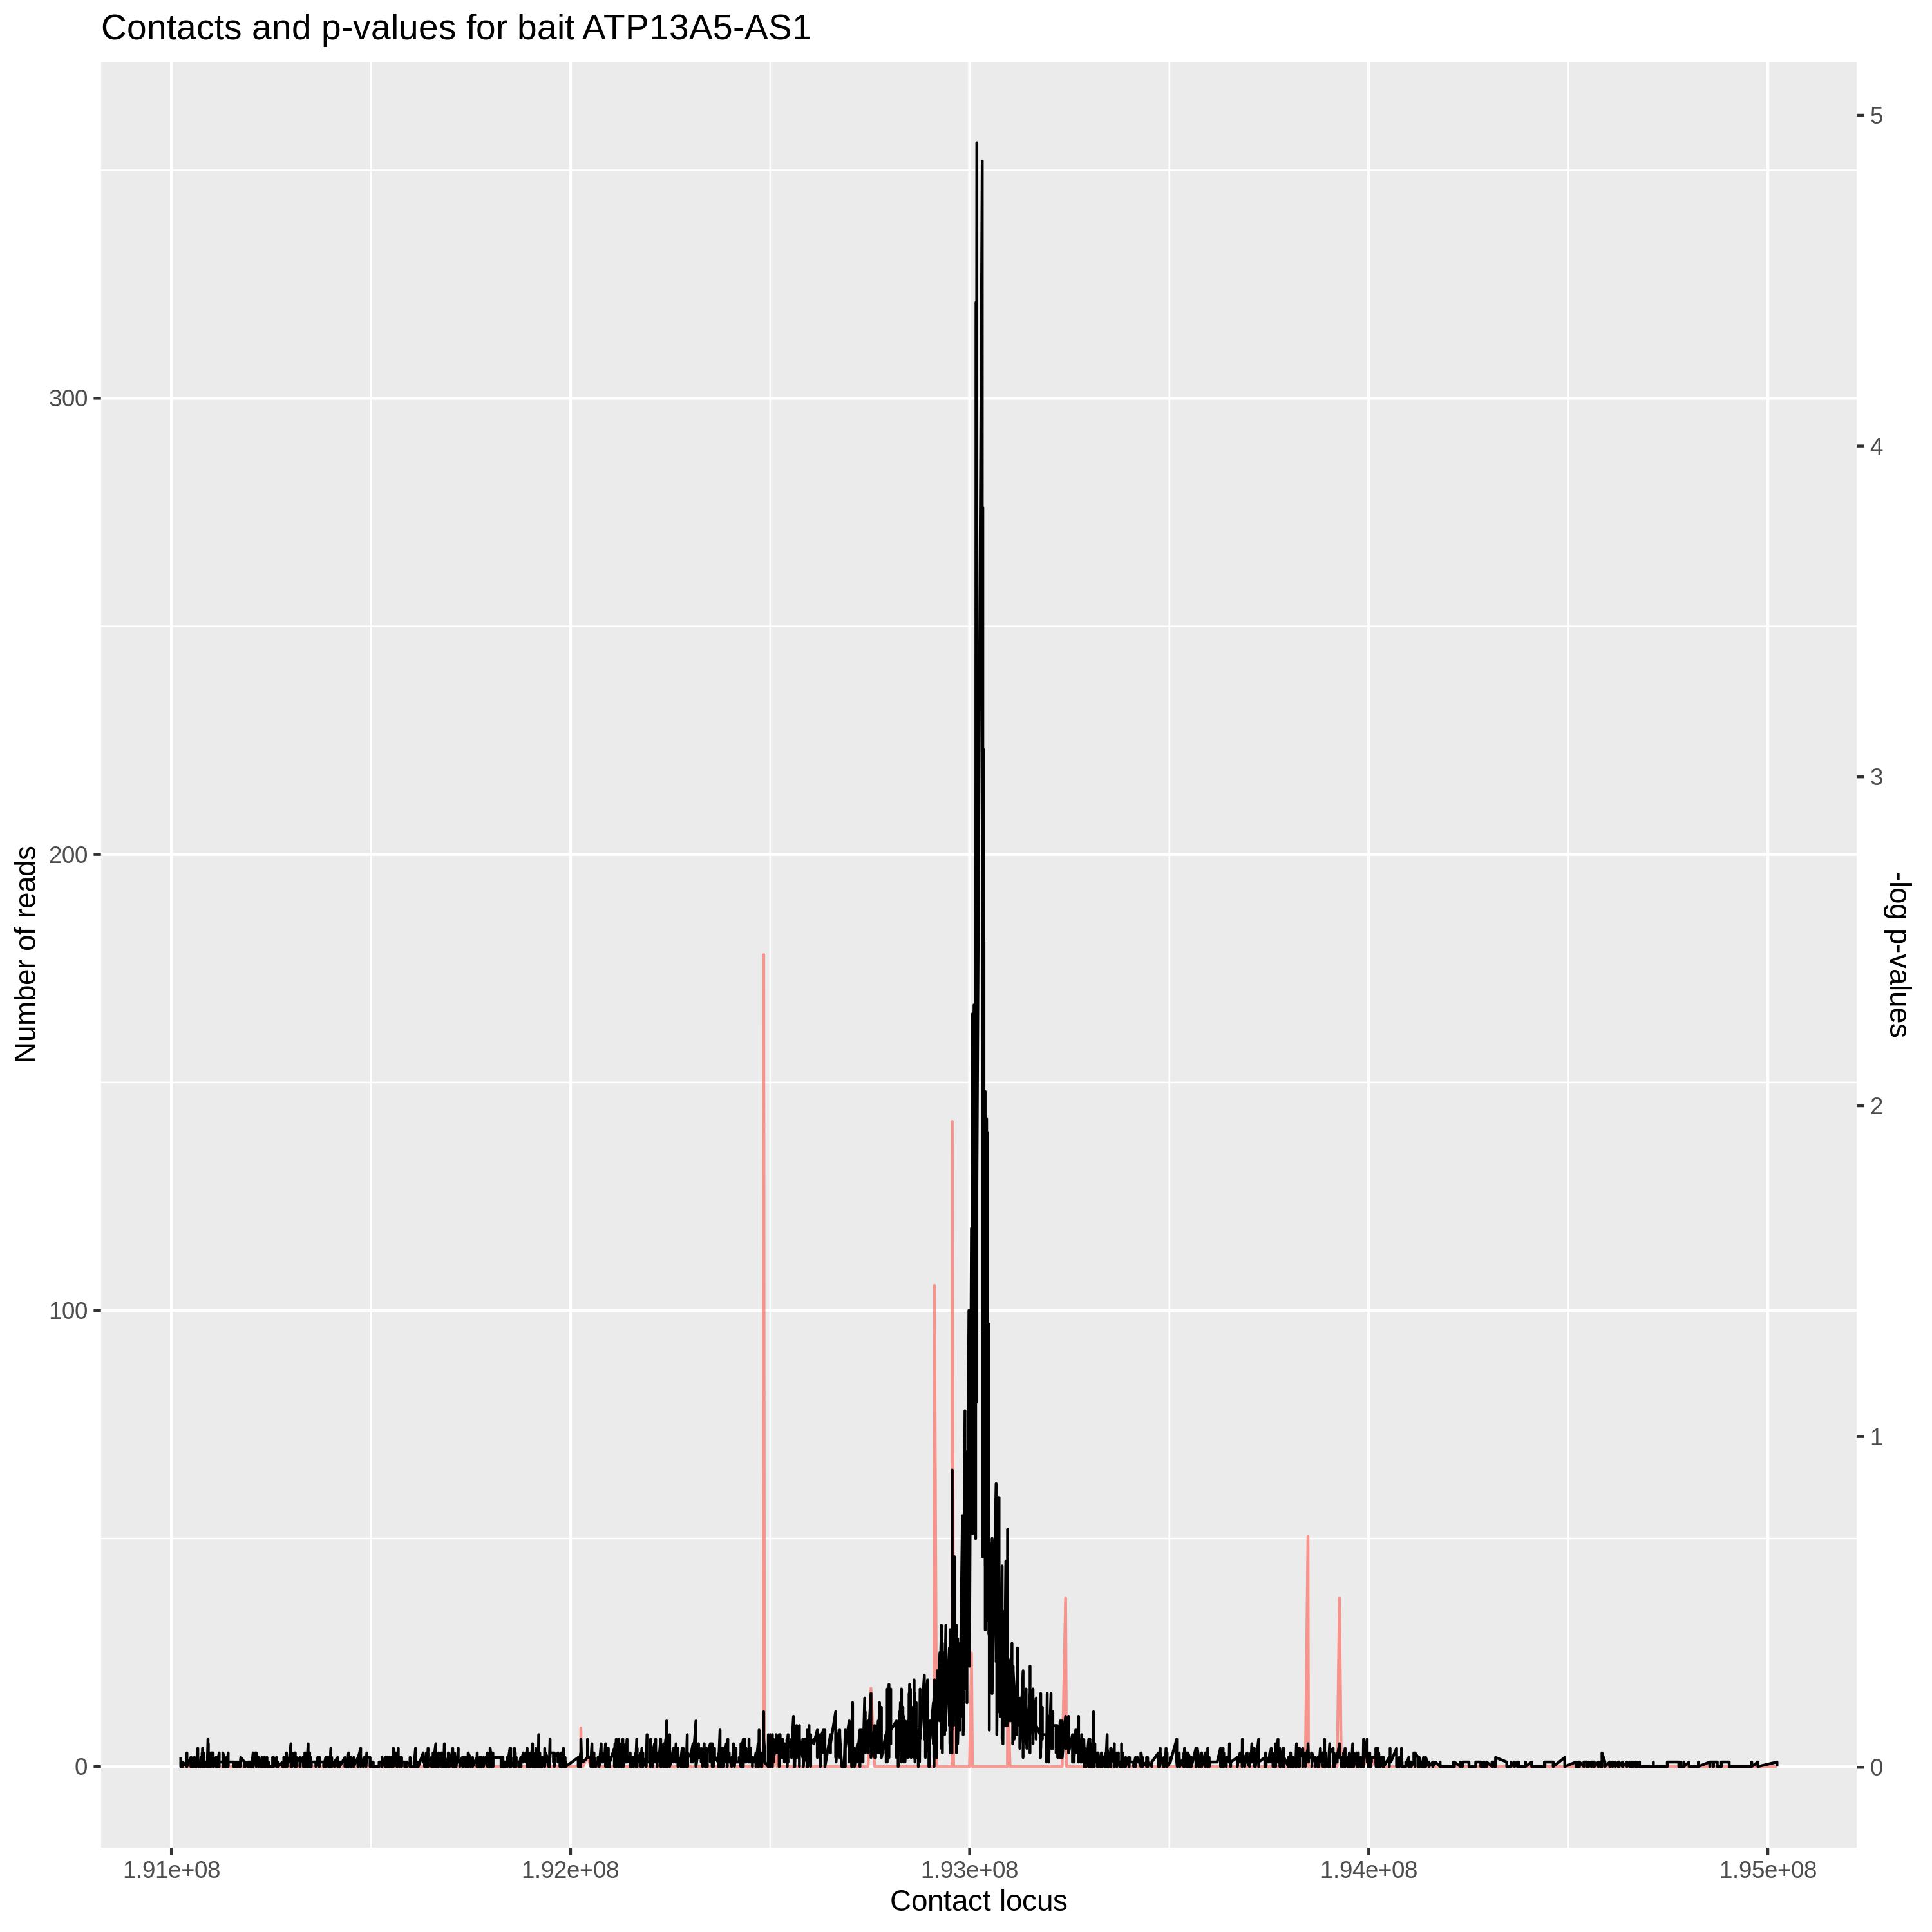 Contacts and p-values for bait ATP13A5-AS1
Number of reads
300
200
100
0
5
4
3
2
1
0
-log p-values
1.91e+08 1.92e+08 1.93e+08 1.94e+08 1.95e+08
Contact locus